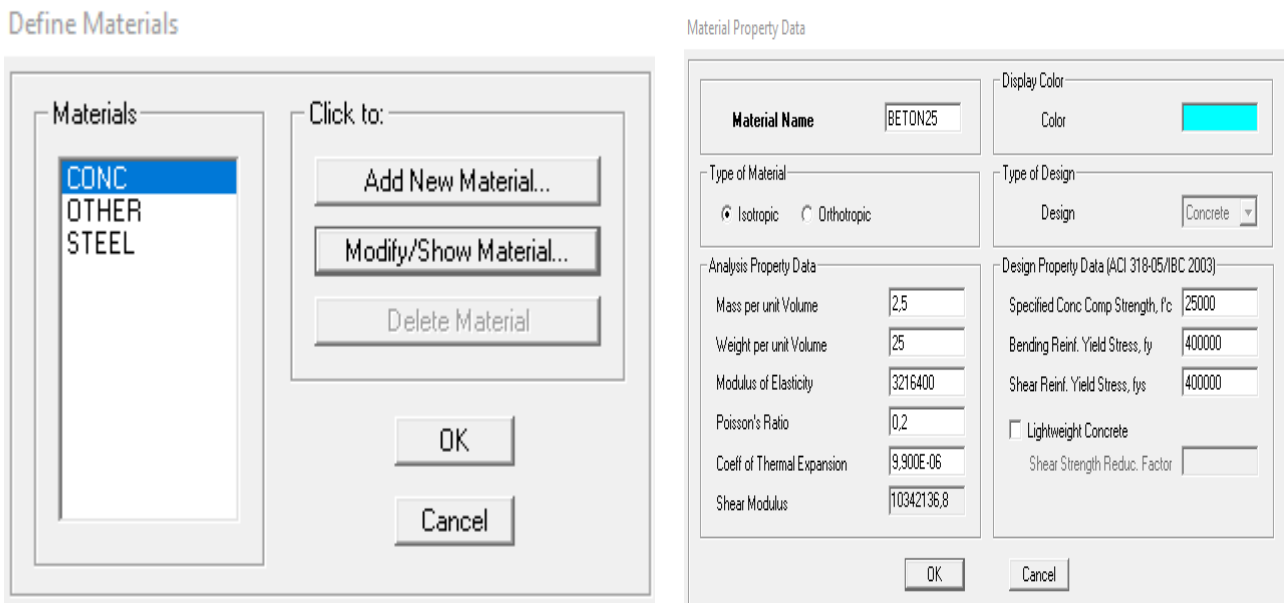 Define Materials
Materials
CONC
OTHER
STEEL
Click to:
Add New Material...
Modify/Show Material...
Delete Material
OK
Cancel
Material Property Data
Material Name BETON25
Display Color
Color
Type of Material
Isotropic Orthotropic
Type of Design
Design Concrete
Analysis Property Data
Mass per unit Volume 2,5
Weight per unit Volume 25
Modulus of Elasticity 3216400
Poisson's Ratio 0,2
Coeff of Thermal Expansion 9,900E-06
Shear Modulus 10342136,8
Design Property Data (ACI 318-05/IBC 2003)
Specified Conc Comp Strength, f'c 25000
Bending Reinf. Yield Stress, fy 400000
Shear Reinf. Yield Stress, fys 400000
Lightweight Concrete
Shear Strength Reduc. Factor
OK
Cancel